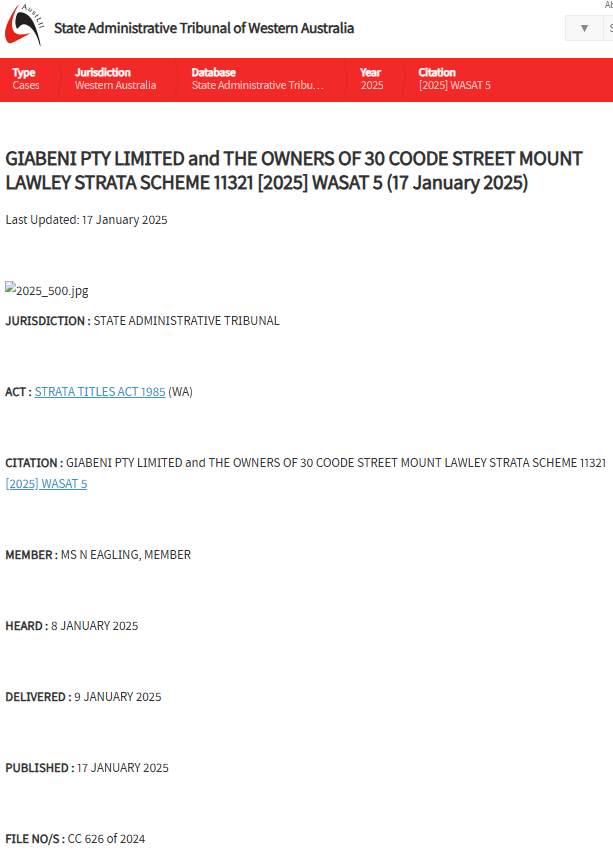 AustLII
State Administrative Tribunal of Western Australia
Ab
▼ S
Type Jurisdiction Database Year Citation
Cases Western Australia State Administrative Tribu… 2025 [2025] WASAT 5
GIABENI PTY LIMITED and THE OWNERS OF 30 COODE STREET MOUNT
LAWLEY STRATA SCHEME 11321 [2025] WASAT 5 (17 January 2025)
Last Updated: 17 January 2025
2025_500.jpg
JURISDICTION : STATE ADMINISTRATIVE TRIBUNAL
ACT : STRATA TITLES ACT 1985 (WA)
CITATION : GIABENI PTY LIMITED and THE OWNERS OF 30 COODE STREET MOUNT LAWLEY STRATA SCHEME 11321
[2025] WASAT 5
MEMBER : MS N EAGLING, MEMBER
HEARD : 8 JANUARY 2025
DELIVERED : 9 JANUARY 2025
PUBLISHED : 17 JANUARY 2025
FILE NO/S : CC 626 of 2024